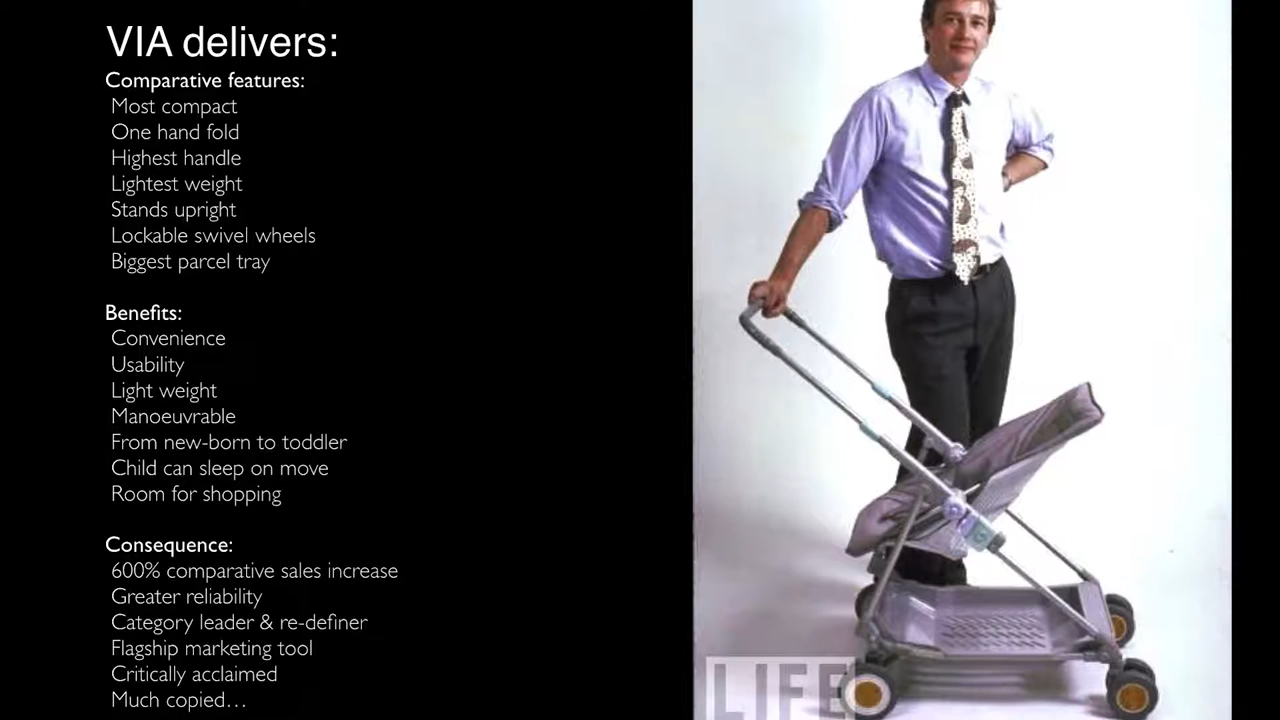 VIA delivers:
Comparative features:
Most compact
One hand fold
Highest handle
Lightest weight
Stands upright
Lockable swivel wheels
Biggest parcel tray
Benefits:
Convenience
Usability
Light weight
Manoeuvrable
From new-born to toddler
Child can sleep on move
Room for shopping
Consequence:
600% comparative sales increase
Greater reliability
Category leader & re-definer
Flagship marketing tool
Critically acclaimed
Much copied…
LIFE